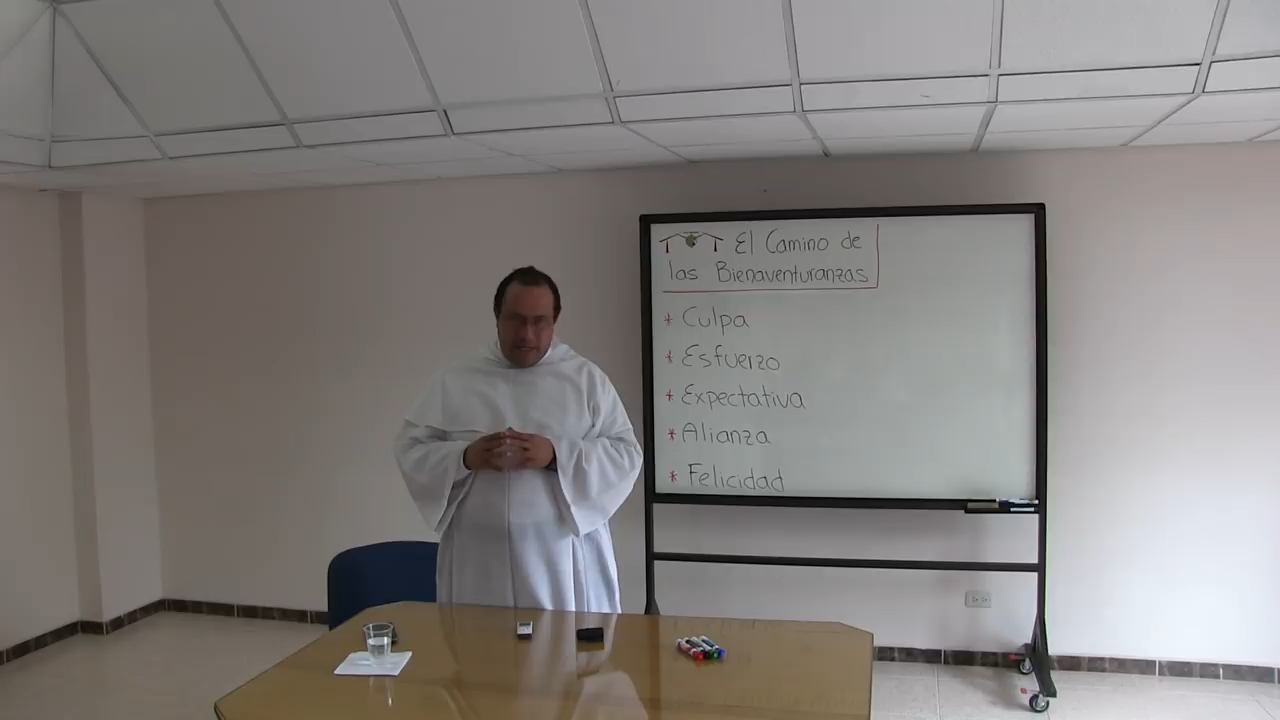 El Camino de
las Bienaventuranzas
* Culpa
* Esfuerzo
* Expectativa
* Alianza
* Felicidad